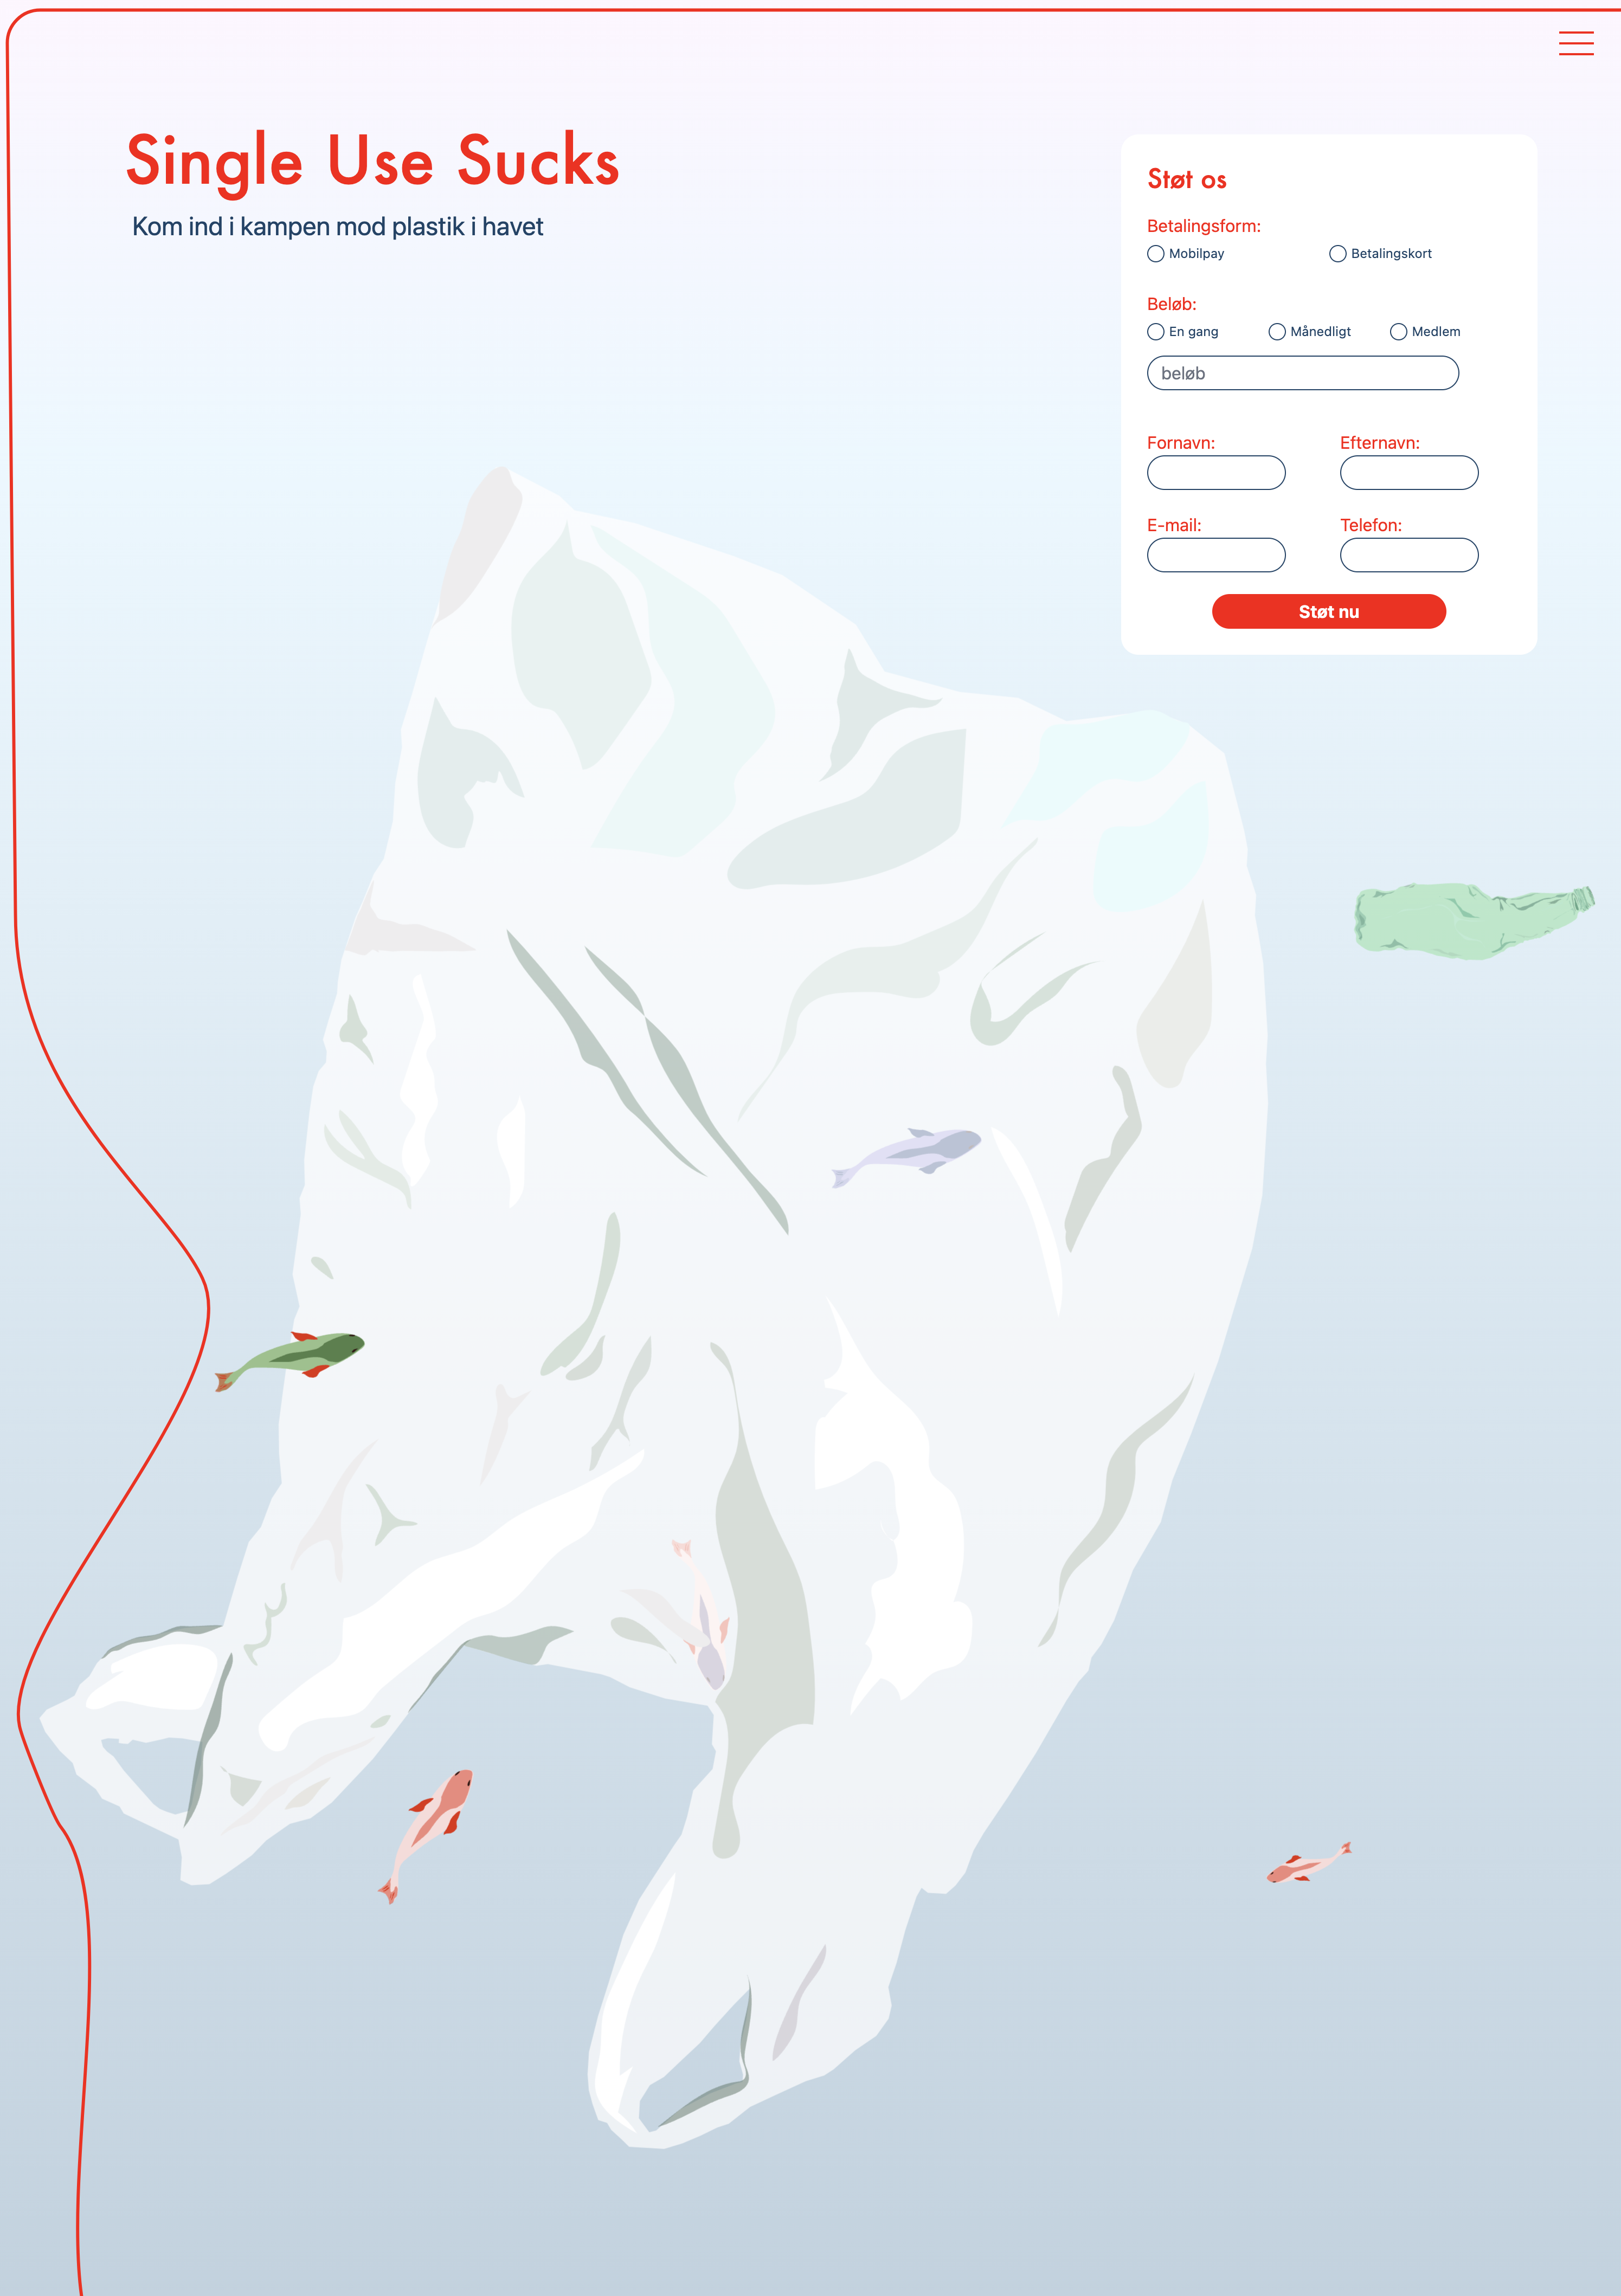 Single Use Sucks
Kom ind i kampen mod plastik i havet
Støt os
Betalingsform:
Mobilpay Betalingskort
Beløb:
En gang Månedligt Medlem
beløb
Fornavn: Efternavn:
E-mail: Telefon:
Støt nu